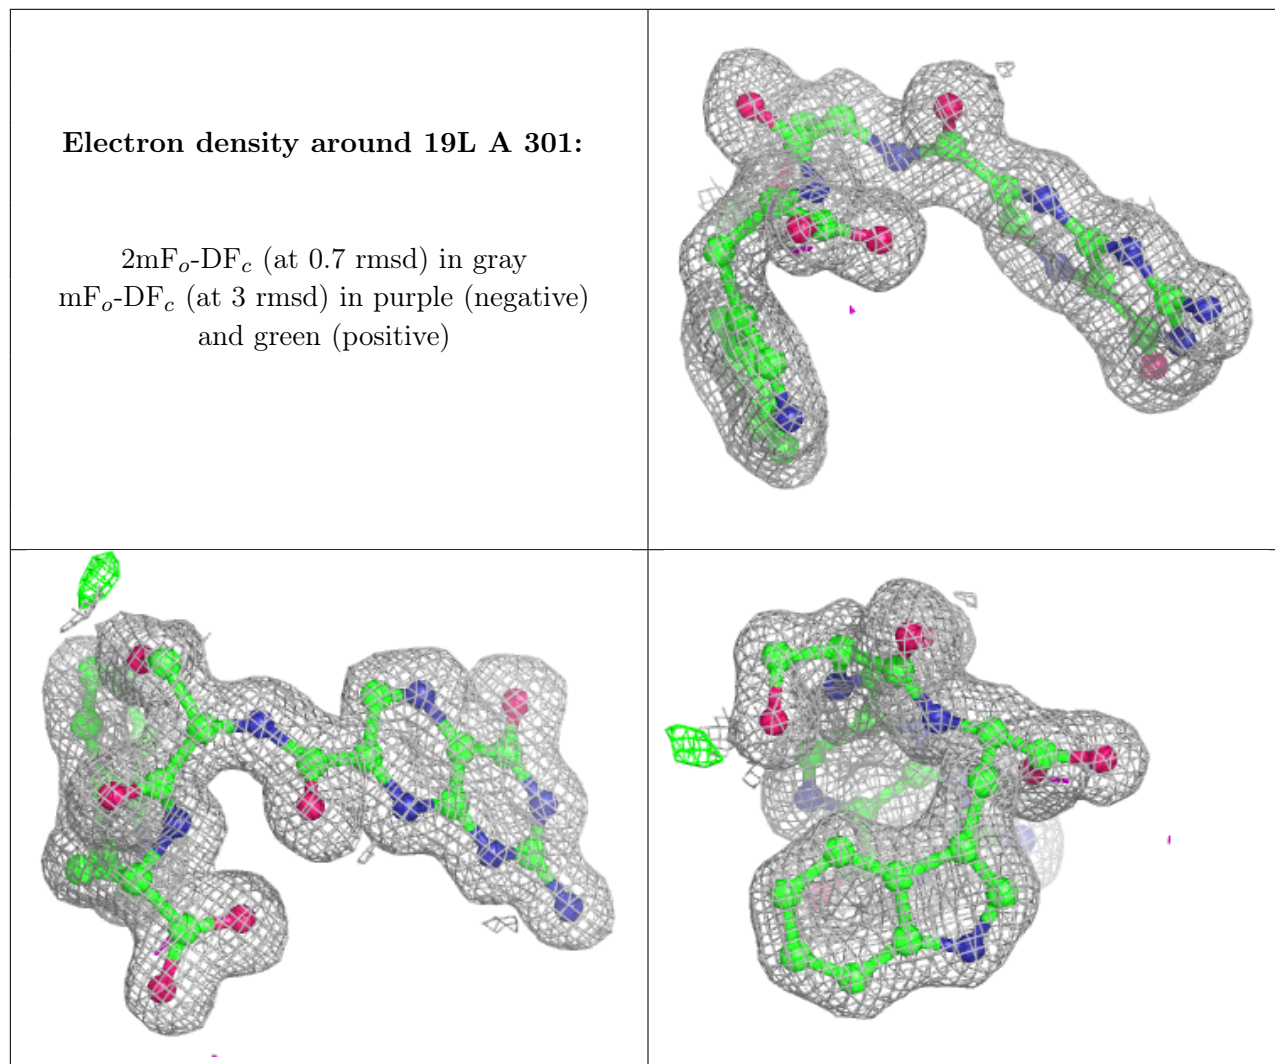 Electron density around 19L A 301:
2mFo-DFc (at 0.7 rmsd) in gray
mFo-DFc (at 3 rmsd) in purple (negative)
and green (positive)